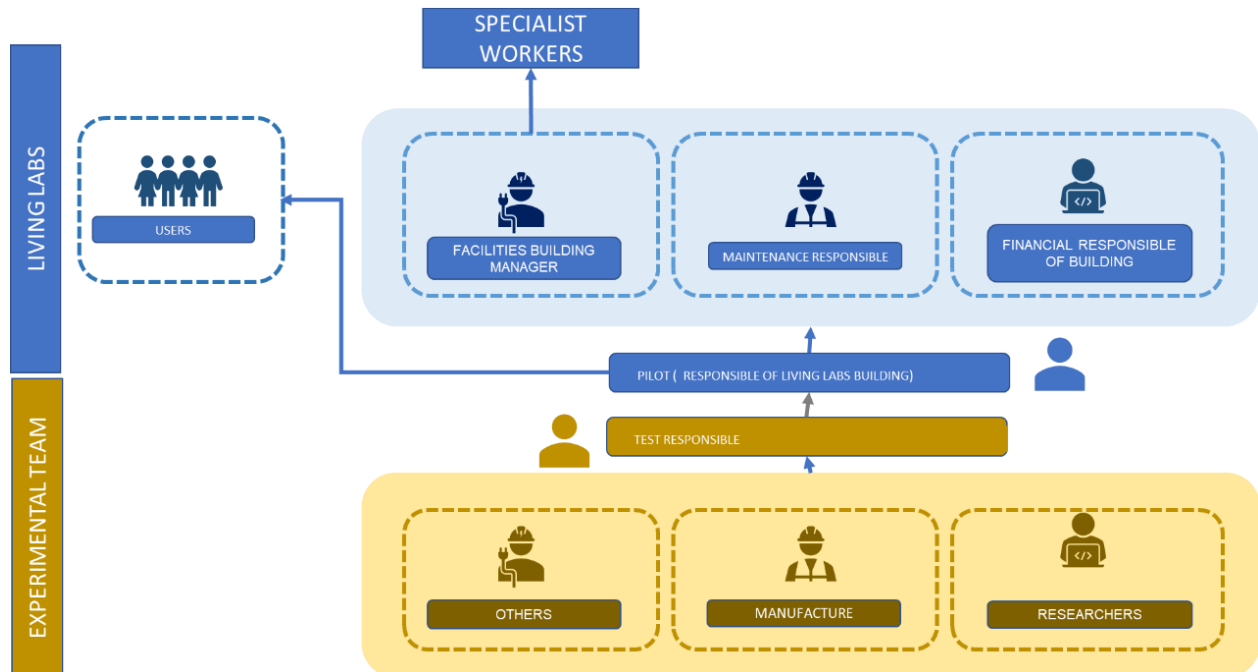 SPECIALIST
WORKERS
LIVING LABS
USERS
FACILITIES BUILDING
MANAGER
MAINTENANCE RESPONSIBLE
FINANCIAL RESPONSIBLE
OF BUILDING
</>
</>
PILOT ( RESPONSIBLE OF LIVING LABS BUILDING)
TEST RESPONSIBLE
EXPERIMENTAL TEAM
OTHERS
MANUFACTURE
RESEARCHERS